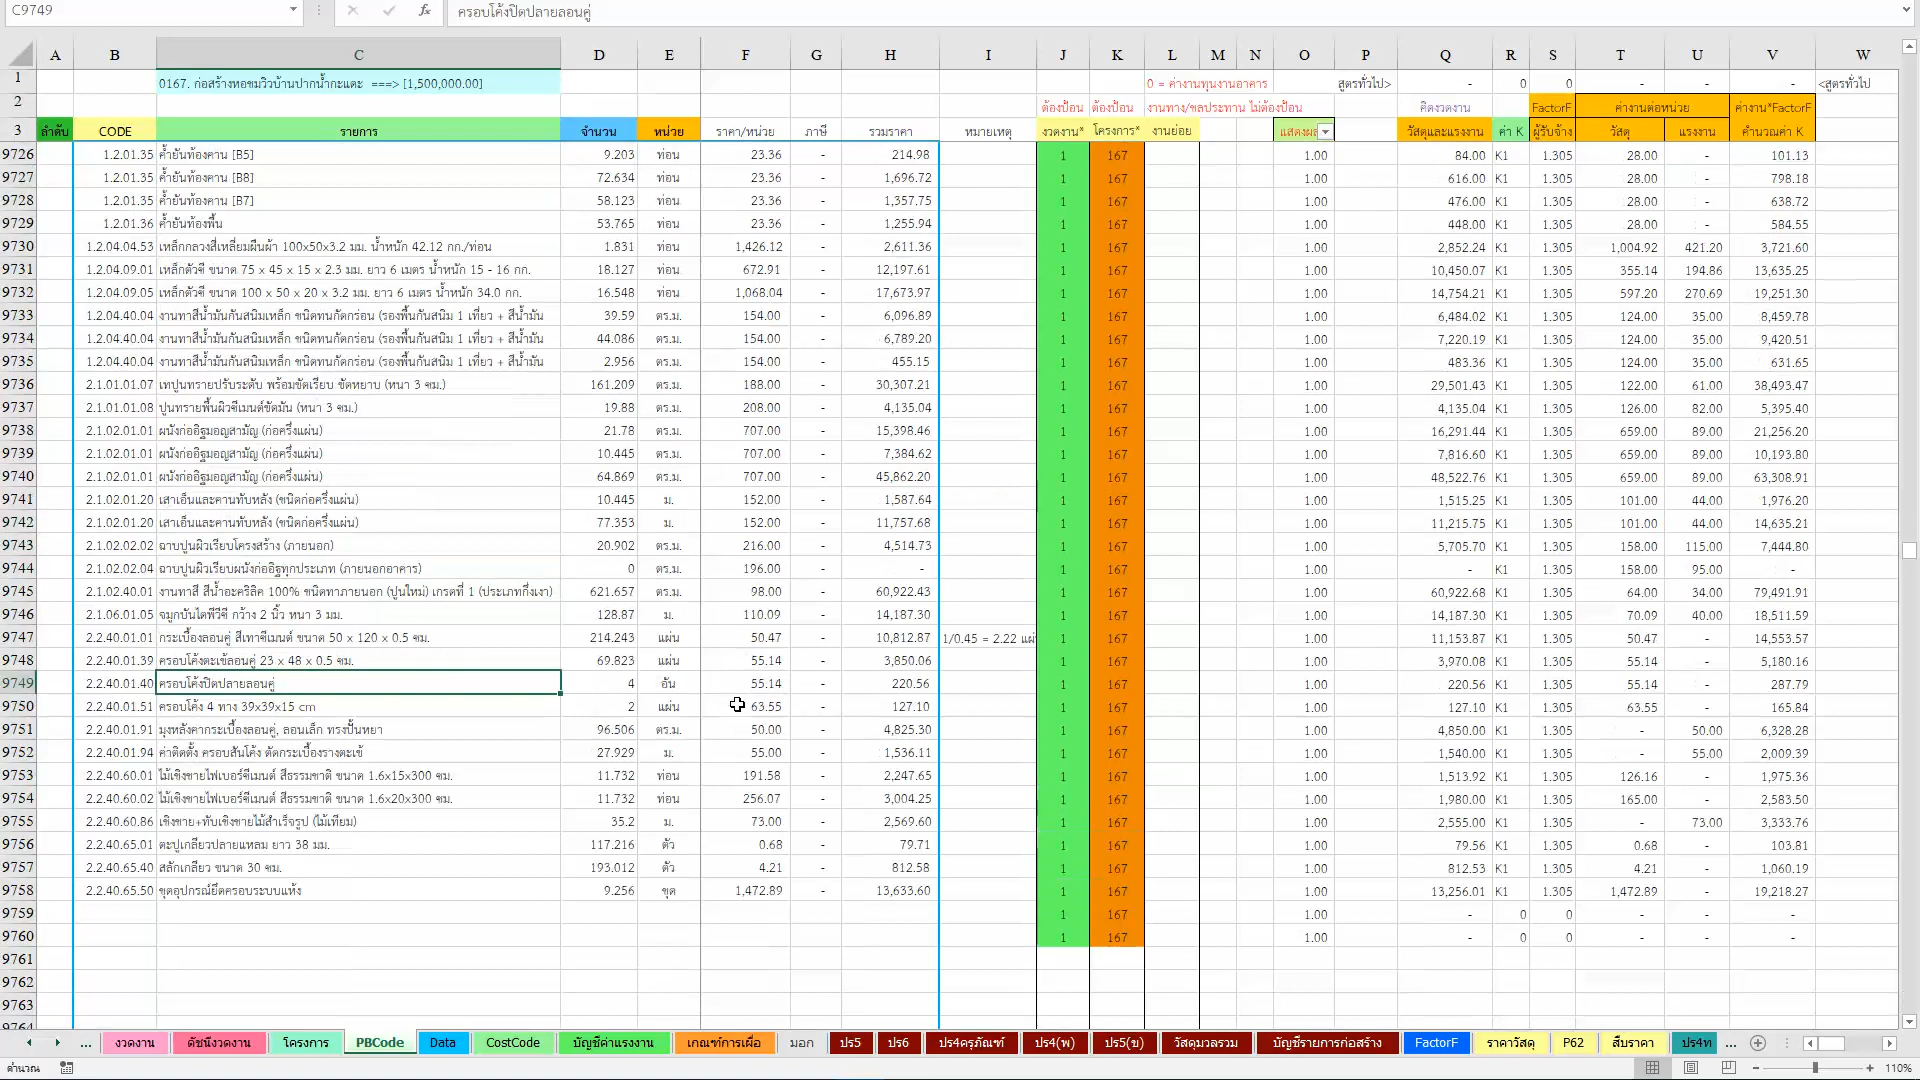 C9749 fx ครอบโค้งปิดปลายลอนคู่
A B C D E F G H I J K L M N O P Q R S T U V W
1 0167. ก่อสร้างหอชมวิวบ้านปากน้ำกะแดะ ===> [1,500,000.00] 0 = ค่างานทุนงานอาคาร สูตรทั่วไป> - 0 0 - - - <สูตรทั่วไป
2 ต้องป้อน ต้องป้อน งานทาง/ชลประทาน ไม่ต้องป้อน คิดงวดงาน FactorF ค่างานต่อหน่วย ค่างาน*FactorF
3 ลำดับ CODE รายการ จำนวน หน่วย ราคา/หน่วย ภาษี รวมราคา หมายเหตุ งวดงาน* โครงการ* งานย่อย แสดงผล วัสดุและแรงงาน ค่า K ผู้รับจ้าง วัสดุ แรงงาน คำนวณค่า K
9726 1.2.01.35 ค้ำยันท้องคาน [B5] 9.203 ท่อน 23.36 - 214.98 1 167 1.00 84.00 K1 1.305 28.00 - 101.13
9727 1.2.01.35 ค้ำยันท้องคาน [B8] 72.634 ท่อน 23.36 - 1,696.72 1 167 1.00 616.00 K1 1.305 28.00 - 798.18
9728 1.2.01.35 ค้ำยันท้องคาน [B7] 58.123 ท่อน 23.36 - 1,357.75 1 167 1.00 476.00 K1 1.305 28.00 - 638.72
9729 1.2.01.36 ค้ำยันท้องพื้น 53.765 ท่อน 23.36 - 1,255.94 1 167 1.00 448.00 K1 1.305 28.00 - 584.55
9730 1.2.04.04.53 เหล็กกลวงสี่เหลี่ยมผืนผ้า 100x50x3.2 มม. น้ำหนัก 42.12 กก./ท่อน 1.831 ท่อน 1,426.12 - 2,611.36 1 167 1.00 2,852.24 K1 1.305 1,004.92 421.20 3,721.60
9731 1.2.04.09.01 เหล็กตัวซี ขนาด 75 x 45 x 15 x 2.3 มม. ยาว 6 เมตร น้ำหนัก 15 - 16 กก. 18.127 ท่อน 672.91 - 12,197.61 1 167 1.00 10,450.07 K1 1.305 355.14 194.86 13,635.25
9732 1.2.04.09.05 เหล็กตัวซี ขนาด 100 x 50 x 20 x 3.2 มม. ยาว 6 เมตร น้ำหนัก 34.0 กก. 16.548 ท่อน 1,068.04 - 17,673.97 1 167 1.00 14,754.21 K1 1.305 597.20 270.69 19,251.30
9733 1.2.04.40.04 งานทาสีน้ำมันกันสนิมเหล็ก ชนิดทนกัดกร่อน (รองพื้นกันสนิม 1 เที่ยว + สีน้ำมัน 39.59 ตร.ม. 154.00 - 6,096.89 1 167 1.00 6,484.02 K1 1.305 124.00 35.00 8,459.78
9734 1.2.04.40.04 งานทาสีน้ำมันกันสนิมเหล็ก ชนิดทนกัดกร่อน (รองพื้นกันสนิม 1 เที่ยว + สีน้ำมัน 44.086 ตร.ม. 154.00 - 6,789.20 1 167 1.00 7,220.19 K1 1.305 124.00 35.00 9,420.51
9735 1.2.04.40.04 งานทาสีน้ำมันกันสนิมเหล็ก ชนิดทนกัดกร่อน (รองพื้นกันสนิม 1 เที่ยว + สีน้ำมัน 2.956 ตร.ม. 154.00 - 455.15 1 167 1.00 483.36 K1 1.305 124.00 35.00 631.65
9736 2.1.01.01.07 เทปูนทรายปรับระดับ พร้อมขัดเรียบ ขัดหยาบ (หนา 3 ซม.) 161.209 ตร.ม. 188.00 - 30,307.21 1 167 1.00 29,501.43 K1 1.305 122.00 61.00 38,493.47
9737 2.1.01.01.08 ปูนทรายพื้นผิวซีเมนต์ขัดมัน (หนา 3 ซม.) 19.88 ตร.ม. 208.00 - 4,135.04 1 167 1.00 4,135.04 K1 1.305 126.00 82.00 5,395.40
9738 2.1.02.01.01 ผนังก่ออิฐมอญสามัญ (ก่อครึ่งแผ่น) 21.78 ตร.ม. 707.00 - 15,398.46 1 167 1.00 16,291.44 K1 1.305 659.00 89.00 21,256.20
9739 2.1.02.01.01 ผนังก่ออิฐมอญสามัญ (ก่อครึ่งแผ่น) 10.445 ตร.ม. 707.00 - 7,384.62 1 167 1.00 7,816.60 K1 1.305 659.00 89.00 10,193.80
9740 2.1.02.01.01 ผนังก่ออิฐมอญสามัญ (ก่อครึ่งแผ่น) 64.869 ตร.ม. 707.00 - 45,862.20 1 167 1.00 48,522.76 K1 1.305 659.00 89.00 63,308.91
9741 2.1.02.01.20 เสาเอ็นและคานทับหลัง (ชนิดก่อครึ่งแผ่น) 10.445 ม. 152.00 - 1,587.64 1 167 1.00 1,515.25 K1 1.305 101.00 44.00 1,976.20
9742 2.1.02.01.20 เสาเอ็นและคานทับหลัง (ชนิดก่อครึ่งแผ่น) 77.353 ม. 152.00 - 11,757.68 1 167 1.00 11,215.75 K1 1.305 101.00 44.00 14,635.21
9743 2.1.02.02.02 ฉาบปูนผิวเรียบโครงสร้าง (ภายนอก) 20.902 ตร.ม. 216.00 - 4,514.73 1 167 1.00 5,705.70 K1 1.305 158.00 115.00 7,444.80
9744 2.1.02.02.04 ฉาบปูนผิวเรียบผนังก่ออิฐทุกประเภท (ภายนอกอาคาร) 0 ตร.ม. 196.00 - - 1 167 1.00 - K1 1.305 158.00 95.00 -
9745 2.1.02.40.01 งานทาสี สีน้ำอะคริลิค 100% ชนิดทาภายนอก (ปูนใหม่) เกรดที่ 1 (ประเภทกึ่งเงา) 621.657 ตร.ม. 98.00 - 60,922.43 1 167 1.00 60,922.68 K1 1.305 64.00 34.00 79,491.91
9746 2.1.06.01.05 จมูกบันไดพีวีซี กว้าง 2 นิ้ว หนา 3 มม. 128.87 ม. 110.09 - 14,187.30 1 167 1.00 14,187.30 K1 1.305 70.09 40.00 18,511.59
9747 2.2.40.01.01 กระเบื้องลอนคู่ สีเทาซีเมนต์ ขนาด 50 x 120 x 0.5 ซม. 214.243 แผ่น 50.47 - 10,812.87 1/0.45 = 2.22 แผ่ 1 167 1.00 11,153.87 K1 1.305 50.47 - 14,553.57
9748 2.2.40.01.39 ครอบโค้งตะเข้ลอนคู่ 23 x 48 x 0.5 ซม. 69.823 แผ่น 55.14 - 3,850.06 1 167 1.00 3,970.08 K1 1.305 55.14 - 5,180.16
9749 2.2.40.01.40 ครอบโค้งปิดปลายลอนคู่ 4 อัน 55.14 - 220.56 1 167 1.00 220.56 K1 1.305 55.14 - 287.79
9750 2.2.40.01.51 ครอบโค้ง 4 ทาง 39x39x15 cm 2 แผ่น 63.55 - 127.10 1 167 1.00 127.10 K1 1.305 63.55 - 165.84
9751 2.2.40.01.91 มุงหลังคากระเบื้องลอนคู่, ลอนเล็ก ทรงปั้นหยา 96.506 ตร.ม. 50.00 - 4,825.30 1 167 1.00 4,850.00 K1 1.305 - 50.00 6,328.28
9752 2.2.40.01.94 ค่าติดตั้ง ครอบสันโค้ง ตัดกระเบื้องรางตะเข้ 27.929 ม. 55.00 - 1,536.11 1 167 1.00 1,540.00 K1 1.305 - 55.00 2,009.39
9753 2.2.40.60.01 ไม้เชิงชายไฟเบอร์ซีเมนต์ สีธรรมชาติ ขนาด 1.6x15x300 ซม. 11.732 ท่อน 191.58 - 2,247.65 1 167 1.00 1,513.92 K1 1.305 126.16 - 1,975.36
9754 2.2.40.60.02 ไม้เชิงชายไฟเบอร์ซีเมนต์ สีธรรมชาติ ขนาด 1.6x20x300 ซม. 11.732 ท่อน 256.07 - 3,004.25 1 167 1.00 1,980.00 K1 1.305 165.00 - 2,583.50
9755 2.2.40.60.86 เชิงชาย+ทับเชิงชายไม้สำเร็จรูป (ไม้เทียม) 35.2 ม. 73.00 - 2,569.60 1 167 1.00 2,555.00 K1 1.305 - 73.00 3,333.76
9756 2.2.40.65.01 ตะปูเกลียวปลายแหลม ยาว 38 มม. 117.216 ตัว 0.68 - 79.71 1 167 1.00 79.56 K1 1.305 0.68 - 103.81
9757 2.2.40.65.40 สลักเกลียว ขนาด 30 ซม. 193.012 ตัว 4.21 - 812.58 1 167 1.00 812.53 K1 1.305 4.21 - 1,060.19
9758 2.2.40.65.50 ชุดอุปกรณ์ยึดครอบระบบแห้ง 9.256 ชุด 1,472.89 - 13,633.60 1 167 1.00 13,256.01 K1 1.305 1,472.89 - 19,218.27
9759 1 167 1.00 - 0 0 - - -
9760 1 167 1.00 - 0 0 - - -
9761
9762
9763
9764
... งวดงาน ดัชนีงวดงาน โครงการ PBCode Data CostCode บัญชีค่าแรงงาน เกณฑ์การเผื่อ มอก ปร5 ปร6 ปร4ครุภัณฑ์ ปร4(พ) ปร5(ข) วัสดุมวลรวม บัญชีรายการก่อสร้าง FactorF ราคาวัสดุ P62 สืบราคา ปร4ท ...
คำนวณ 110%